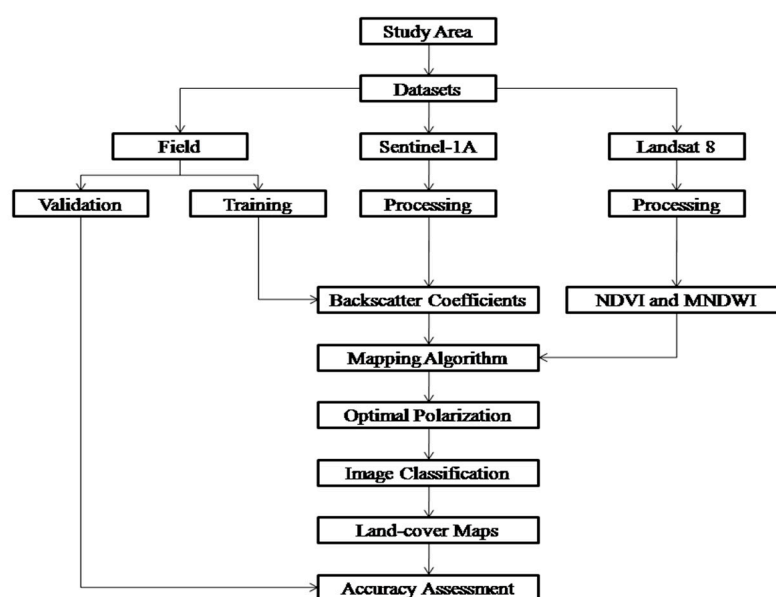 Study Area
Datasets
Field
Sentinel-1A
Landsat 8
Validation
Training
Processing
Processing
Backscatter Coefficients
NDVI and MNDWI
Mapping Algorithm
Optimal Polarization
Image Classification
Land-cover Maps
Accuracy Assessment